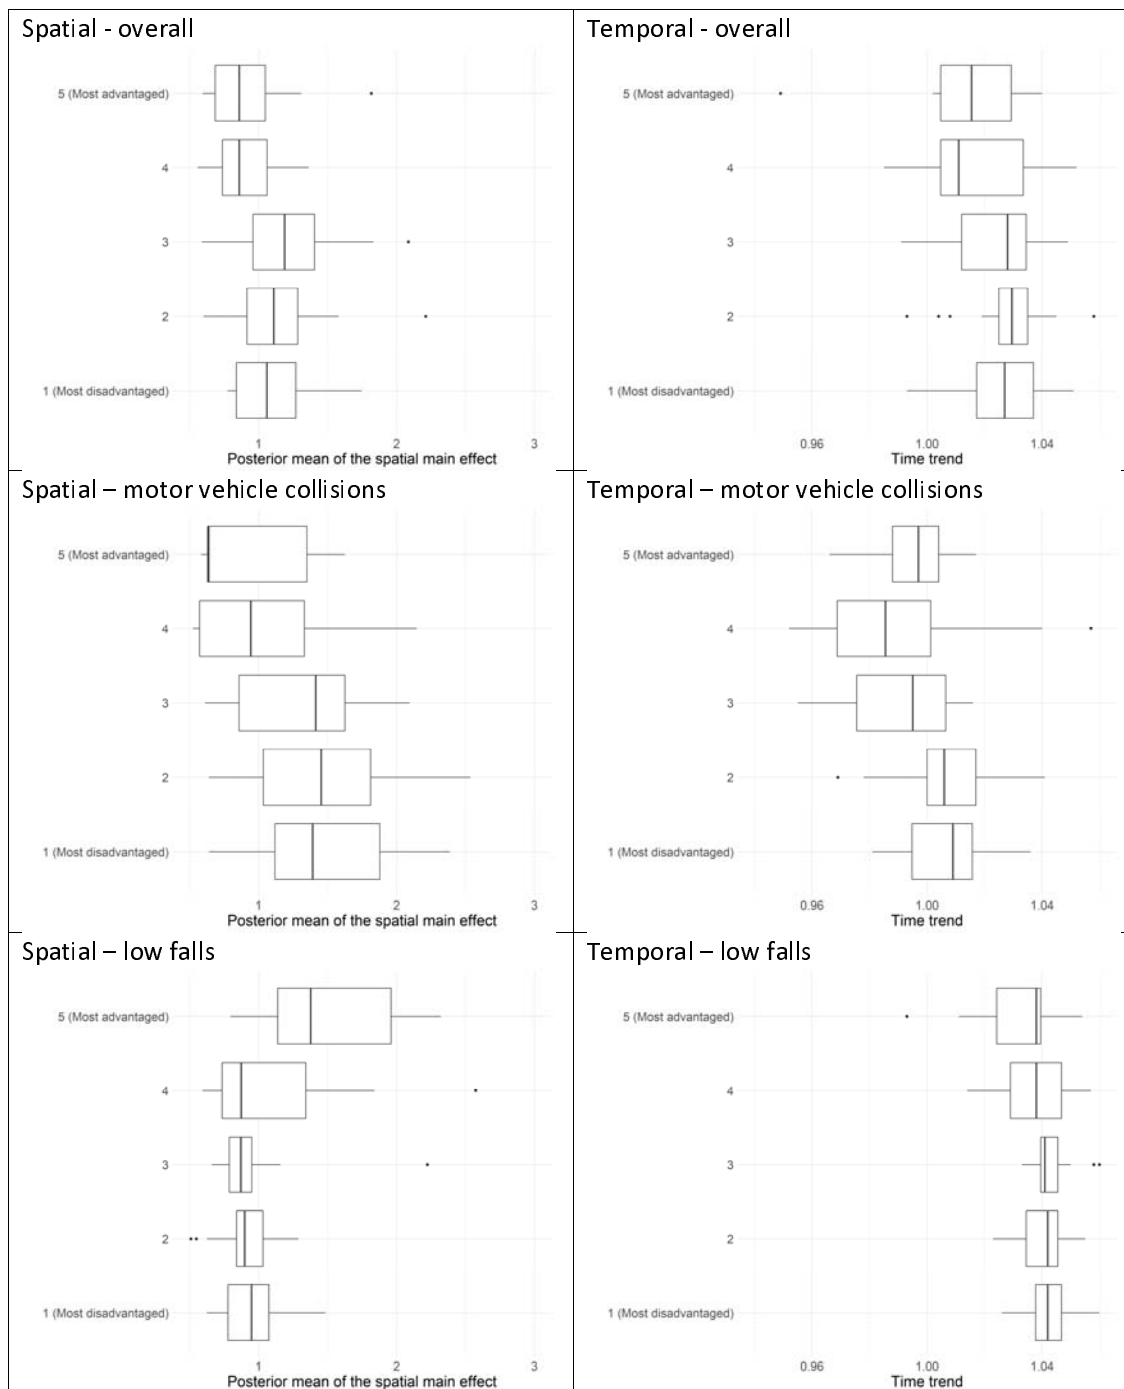 Spatial - overall
5 (Most advantaged)
4
3
2
1 (Most disadvantaged)
1 2 3
Posterior mean of the spatial main effect
Temporal - overall
5 (Most advantaged)
4
3
2
1 (Most disadvantaged)
0.96 1.00 1.04
Time trend
Spatial – motor vehicle collisions
5 (Most advantaged)
4
3
2
1 (Most disadvantaged)
1 2 3
Posterior mean of the spatial main effect
Temporal – motor vehicle collisions
5 (Most advantaged)
4
3
2
1 (Most disadvantaged)
0.96 1.00 1.04
Time trend
Spatial – low falls
5 (Most advantaged)
4
3
2
1 (Most disadvantaged)
1 2 3
Posterior mean of the spatial main effect
Temporal – low falls
5 (Most advantaged)
4
3
2
1 (Most disadvantaged)
0.96 1.00 1.04
Time trend